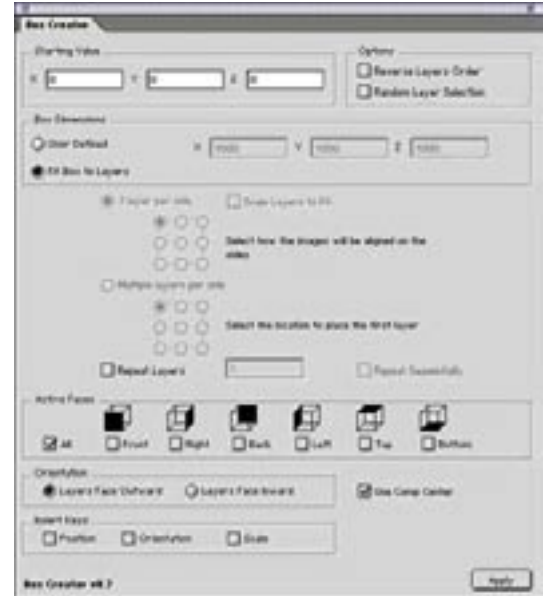 Box Creator
Starting Value
X 0 Y 0 Z 0
Options
Reverse Layers Order
Random Layer Selection
Box Dimensions
User Defined
X Y Z
Fit Box to Layers
1 layer per side
Scale Layers to Fit
Select how the images will be aligned on the
sides
Multiple layers per side
Select the location to place the first layer
Repeat Layers
Repeat Sequentially
Active Faces
All Front Right Back Left Top Bottom
Orientation
Layers Face Outward Layers Face Inward
Use Comp Center
Insert Keys
Position Orientation Scale
Box Creator
Apply